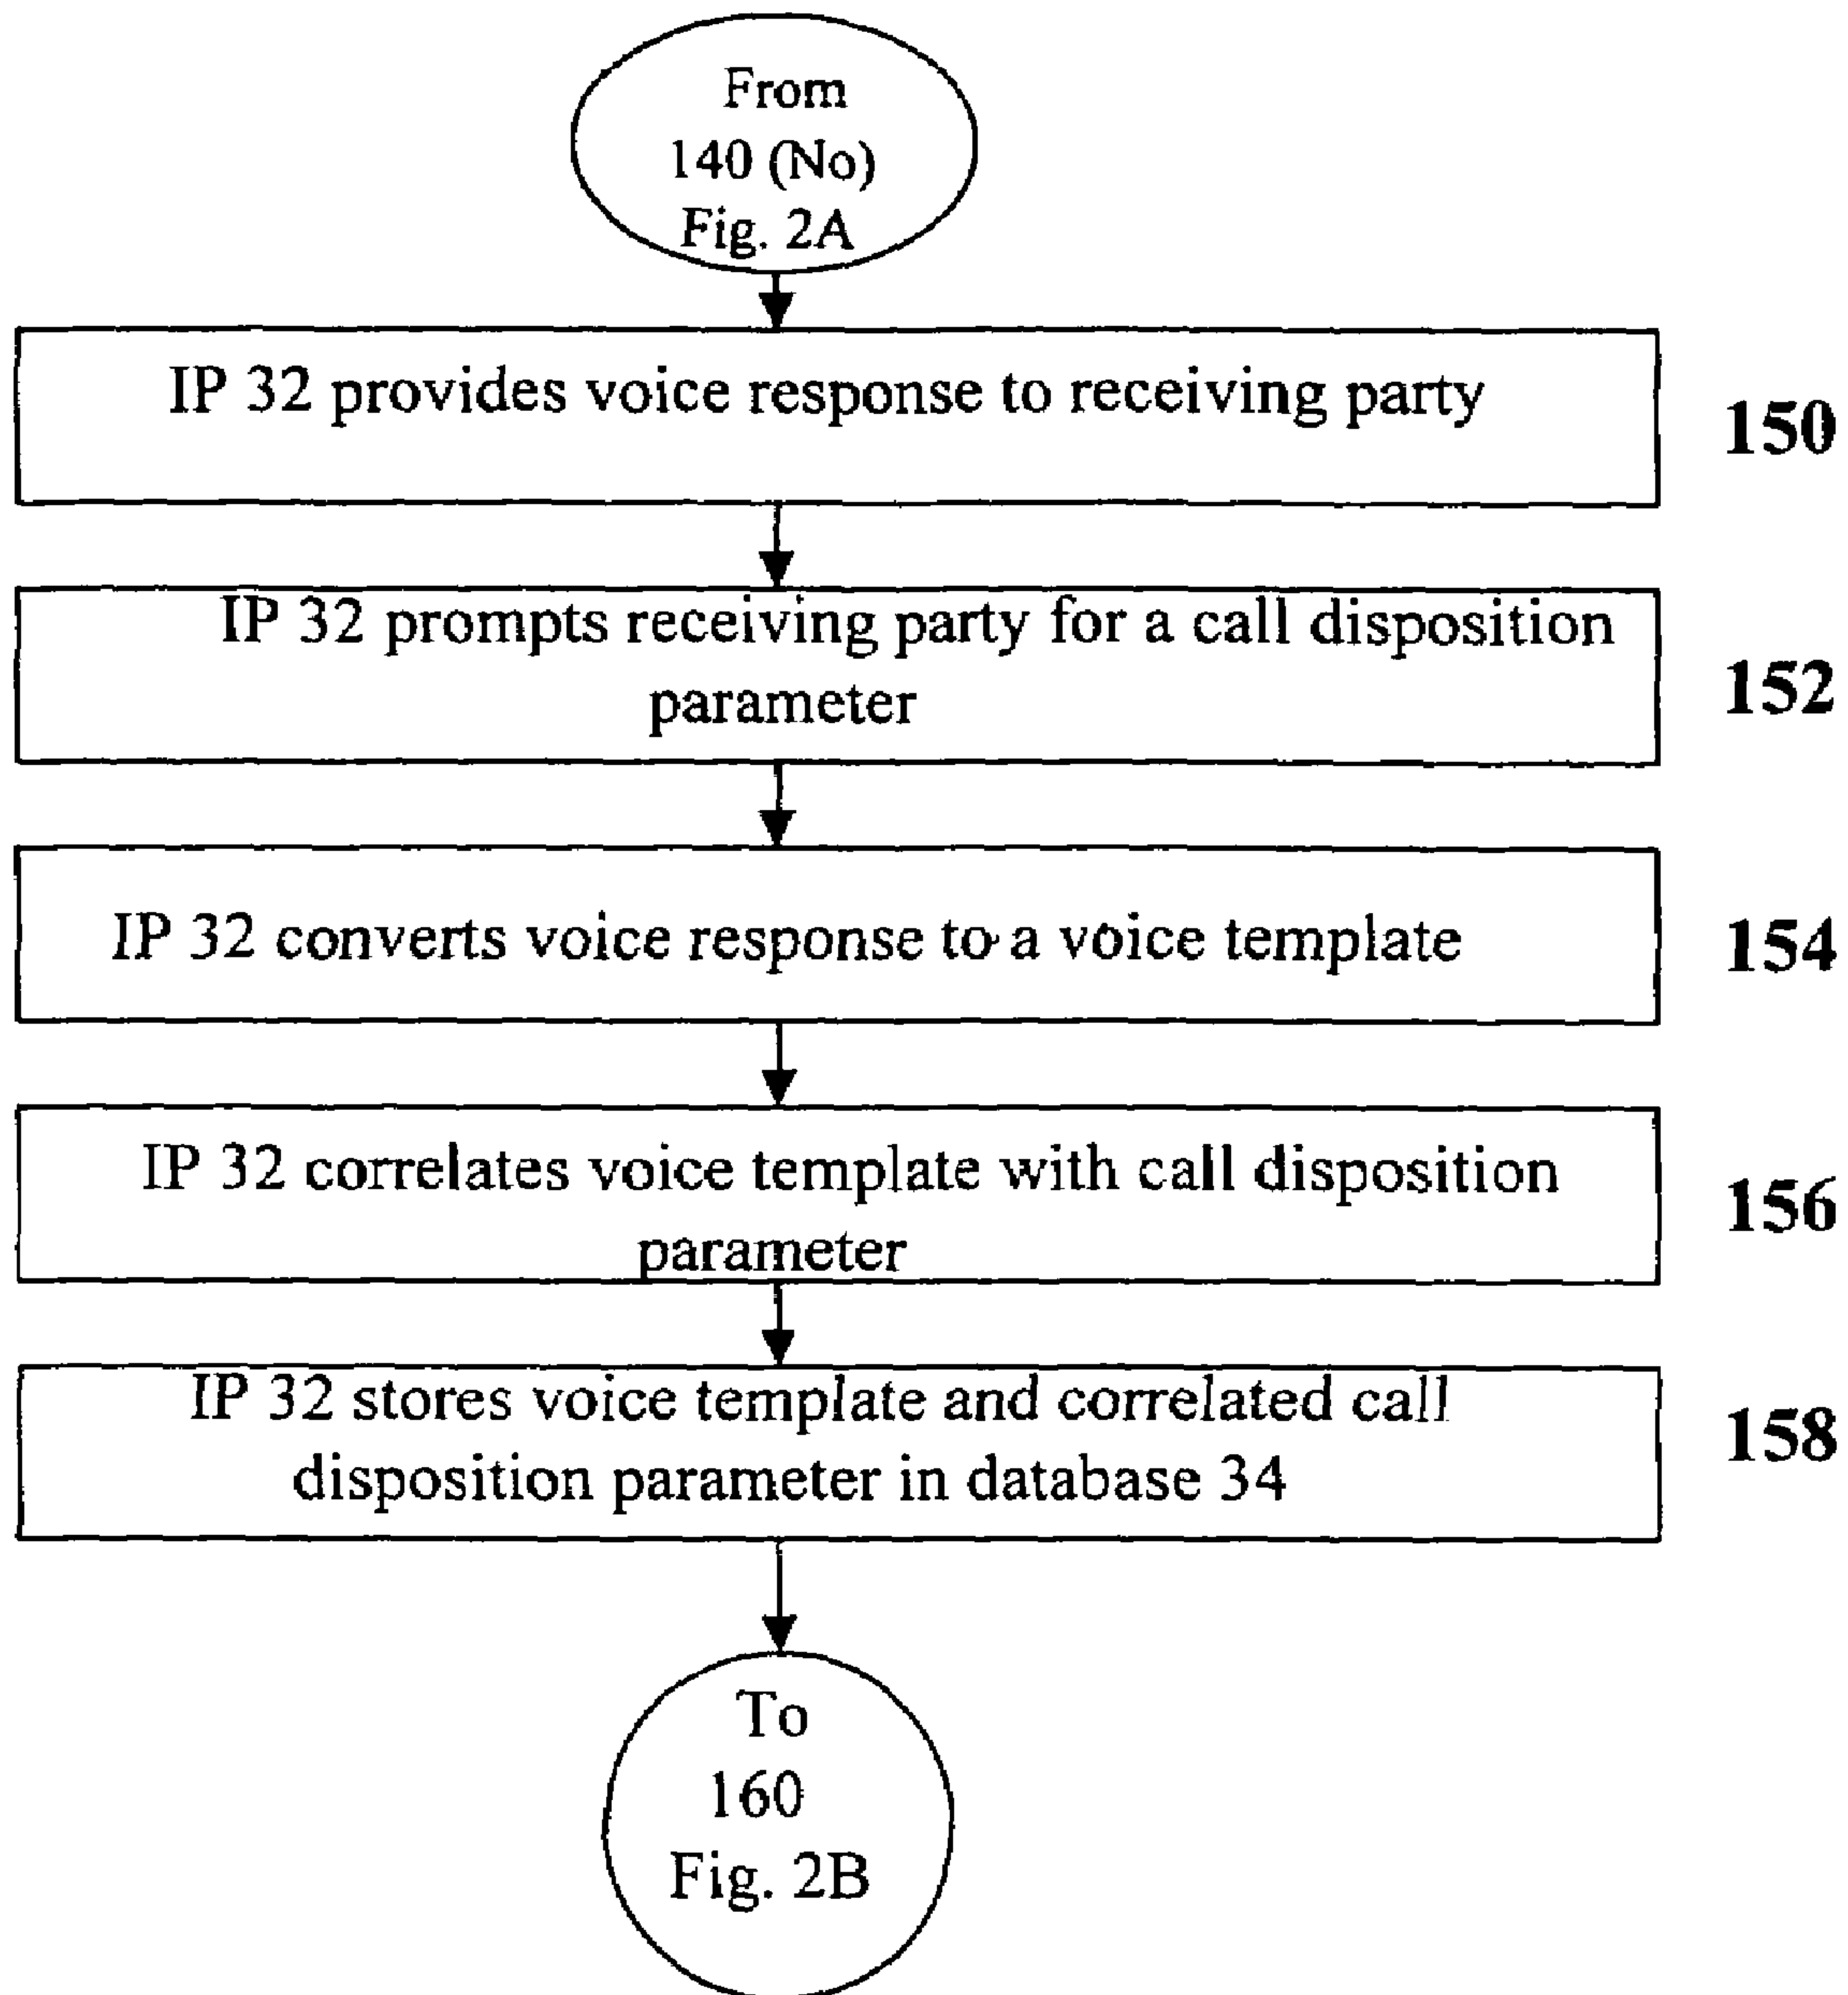 From
140 (No)
Fig. 2A
IP 32 provides voice response to receiving party
150
IP 32 prompts receiving party for a call disposition
parameter
152
IP 32 converts voice response to a voice template
154
IP 32 correlates voice template with call disposition
parameter
156
IP 32 stores voice template and correlated call
disposition parameter in database 34
158
To
160
Fig. 2B